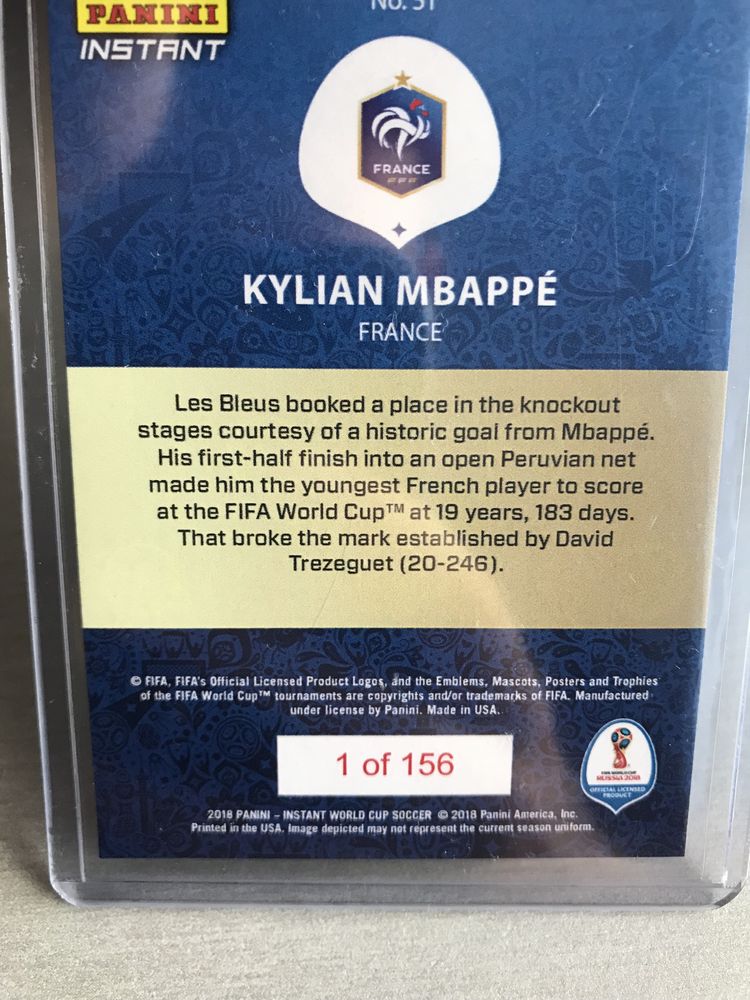 No. 51
PANINI
INSTANT
FRANCE
KYLIAN MBAPPÉ
FRANCE
Les Bleus booked a place in the knockout
stages courtesy of a historic goal from Mbappé.
His first-half finish into an open Peruvian net
made him the youngest French player to score
at the FIFA World Cup™ at 19 years, 183 days.
That broke the mark established by David
Trezeguet (20-246).
© FIFA, FIFA's Official Licensed Product Logos, and the Emblems, Mascots, Posters and Trophies
of the FIFA World Cup™ tournaments are copyrights and/or trademarks of FIFA. Manufactured
under license by Panini. Made in USA.
1 of 156
FIFA WORLD CUP
RUSSIA 2018
OFFICIAL LICENSED
PRODUCT
2018 PANINI – INSTANT WORLD CUP SOCCER © 2018 Panini America, Inc.
Printed in the USA. Image depicted may not represent the current season uniform.